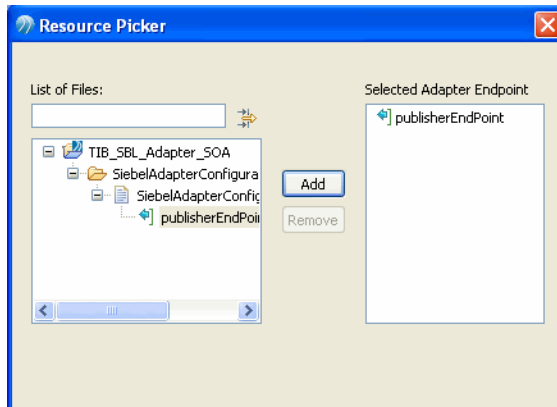 Resource Picker
List of Files:
Selected Adapter Endpoint
publisherEndPoint
TIB_SBL_Adapter_SOA
SiebelAdapterConfigura
SiebelAdapterConfig
publisherEndPoi
Add
Remove